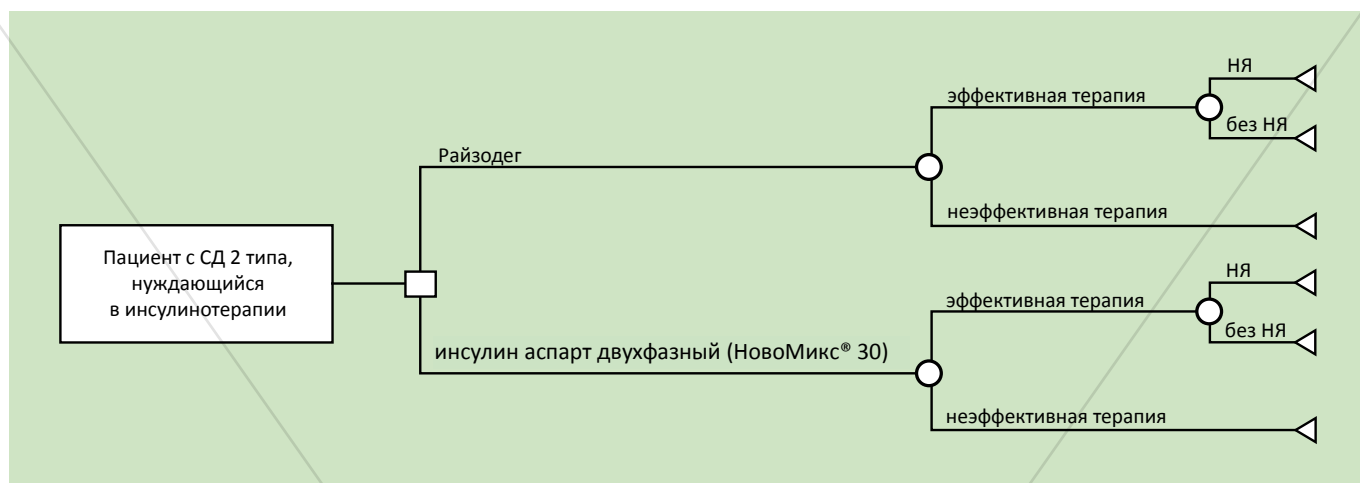 НЯ
эффективная терапия
без НЯ
Райзодег
неэффективная терапия
Пациент с СД 2 типа,
нуждающийся
в инсулинотерапии
НЯ
эффективная терапия
без НЯ
инсулин аспарт двухфазный (НовоМикс® 30)
неэффективная терапия